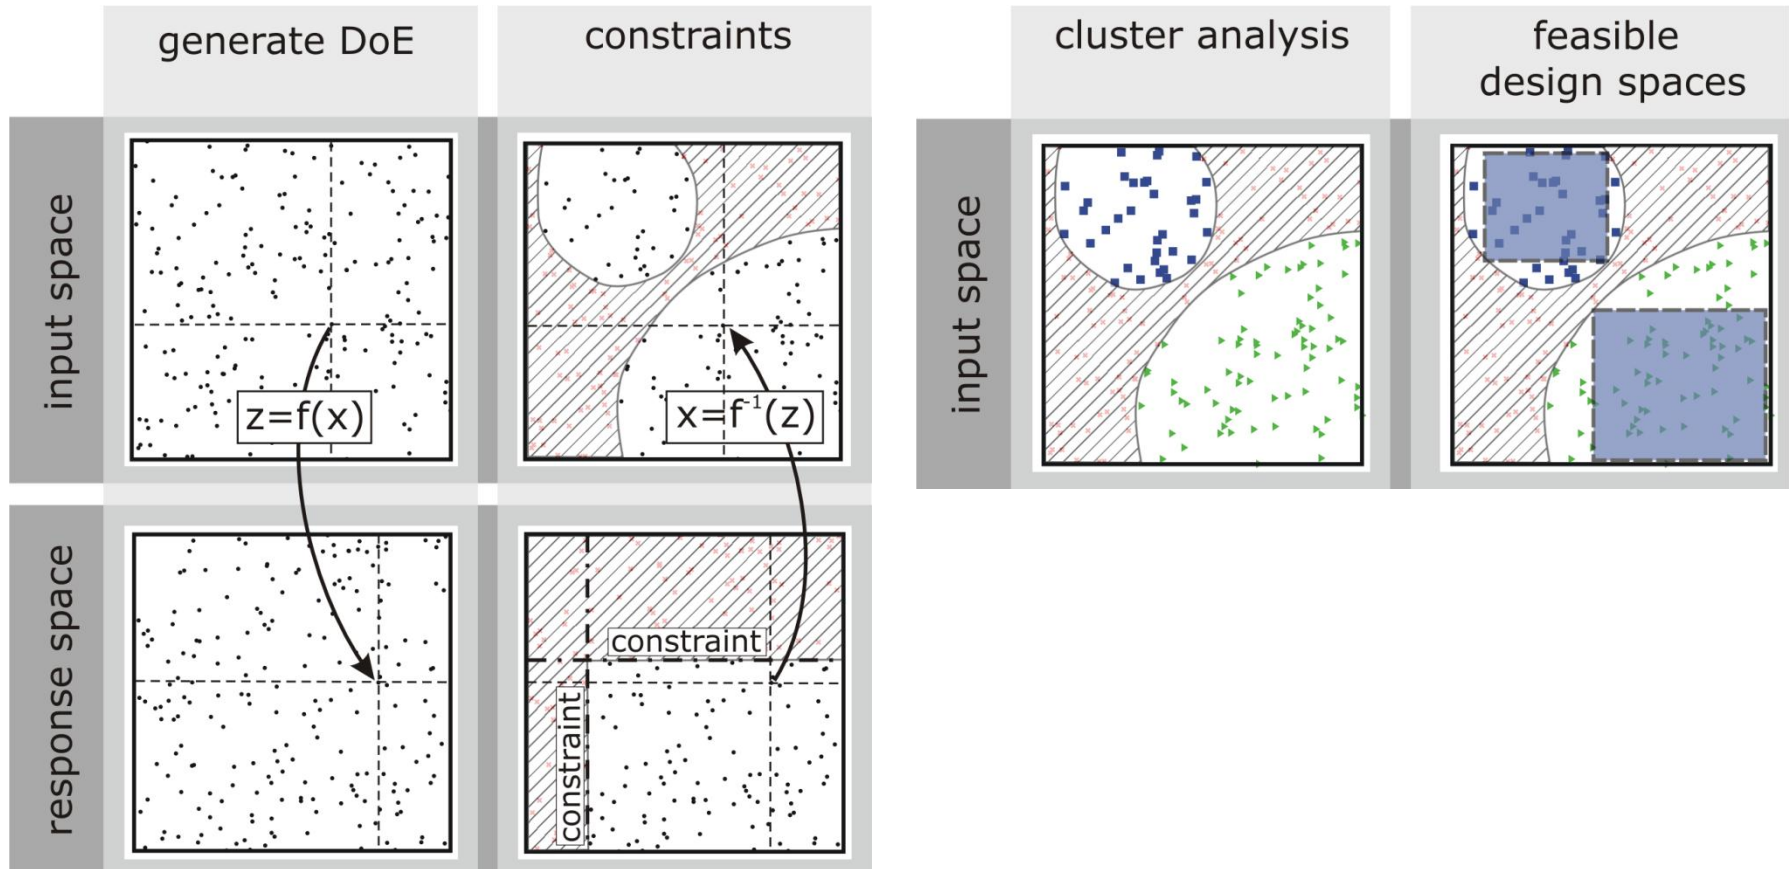 generate DoE
constraints
input space
z=f(x)
x=f⁻¹(z)
response space
constraint
constraint
cluster analysis
feasible
design spaces
input space